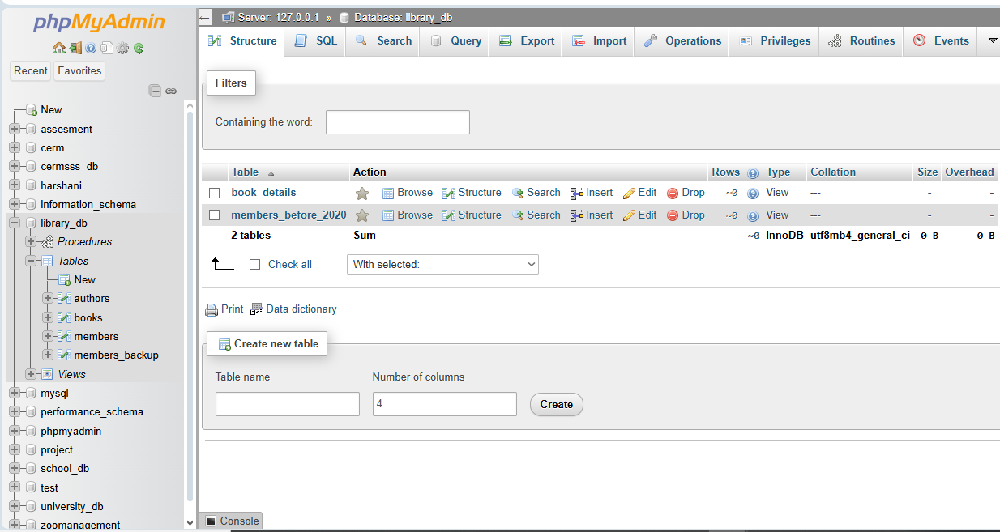 phpMyAdmin
Recent Favorites
New
assesment
cerm
cermsss_db
harshani
information_schema
library_db
Procedures
Tables
New
authors
books
members
members_backup
Views
mysql
performance_schema
phpmyadmin
project
school_db
test
university_db
zoomanagement
Server: 127.0.0.1 » Database: library_db
Structure SQL Search Query Export Import Operations Privileges Routines Events
Filters
Containing the word:
Table Action Rows Type Collation Size Overhead
book_details Browse Structure Search Insert Edit Drop ~0 View --- - -
members_before_2020 Browse Structure Search Insert Edit Drop ~0 View --- - -
2 tables Sum ~0 InnoDB utf8mb4_general_ci 0 B 0 B
Check all With selected:
Print Data dictionary
Create new table
Table name Number of columns
4 Create
Console